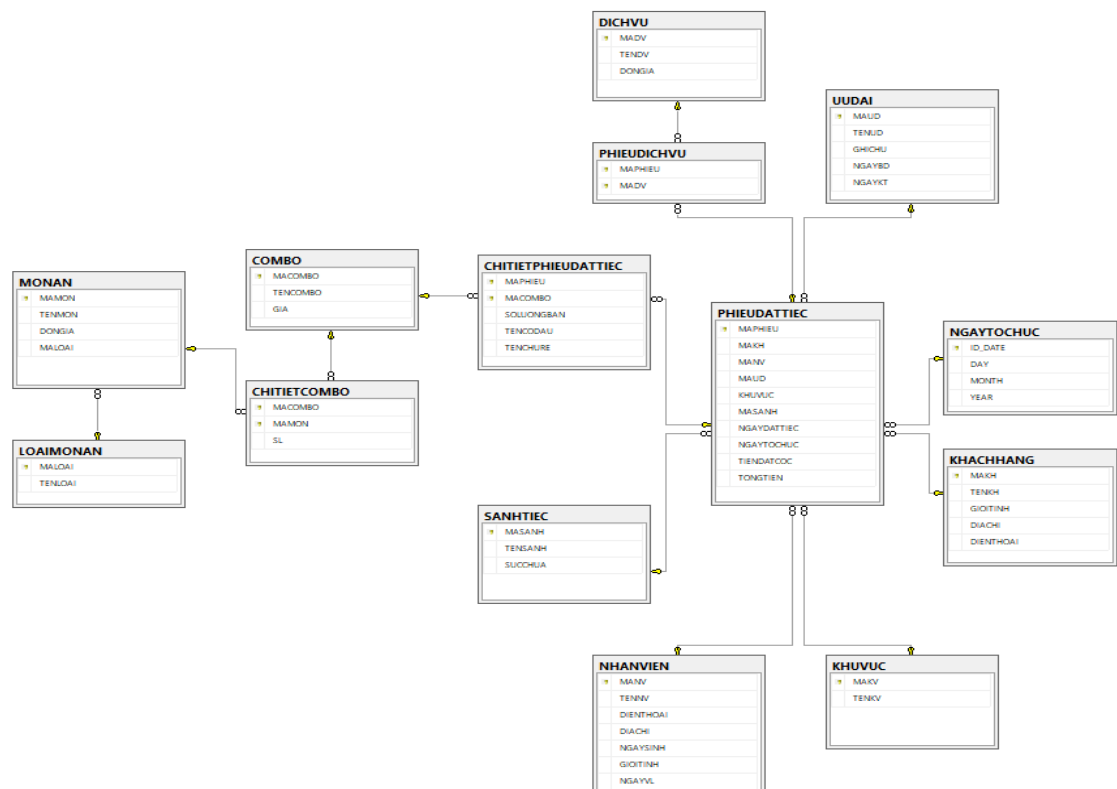 DICHVU
MADV
TENDV
DONGIA
UUDAI
MAUD
TENUD
GHICHU
NGAYBD
NGAYKT
PHIEUDICHVU
MAPHIEU
MADV
COMBO
MACOMBO
TENCOMBO
GIA
CHITIETPHIEUDATTIEC
MAPHIEU
MACOMBO
SOLUONGBAN
TENCODAU
TENCHURE
MONAN
MAMON
TENMON
DONGIA
MALOAI
PHIEUDATTIEC
MAPHIEU
MAKH
MANV
MAUD
KHUVUC
MASANH
NGAYDATTIEC
NGAYTOCHUC
TIENDATCOC
TONGTIEN
NGAYTOCHUC
ID_DATE
DAY
MONTH
YEAR
CHITIETCOMBO
MACOMBO
MAMON
SL
LOAIMONAN
MALOAI
TENLOAI
KHACHHANG
MAKH
TENKH
GIOITINH
DIACHI
DIENTHOAI
SANHTIEC
MASANH
TENSANH
SUCCHUA
NHANVIEN
MANV
TENNV
DIENTHOAI
DIACHI
NGAYSINH
GIOITINH
NGAYVL
KHUVUC
MAKV
TENKV